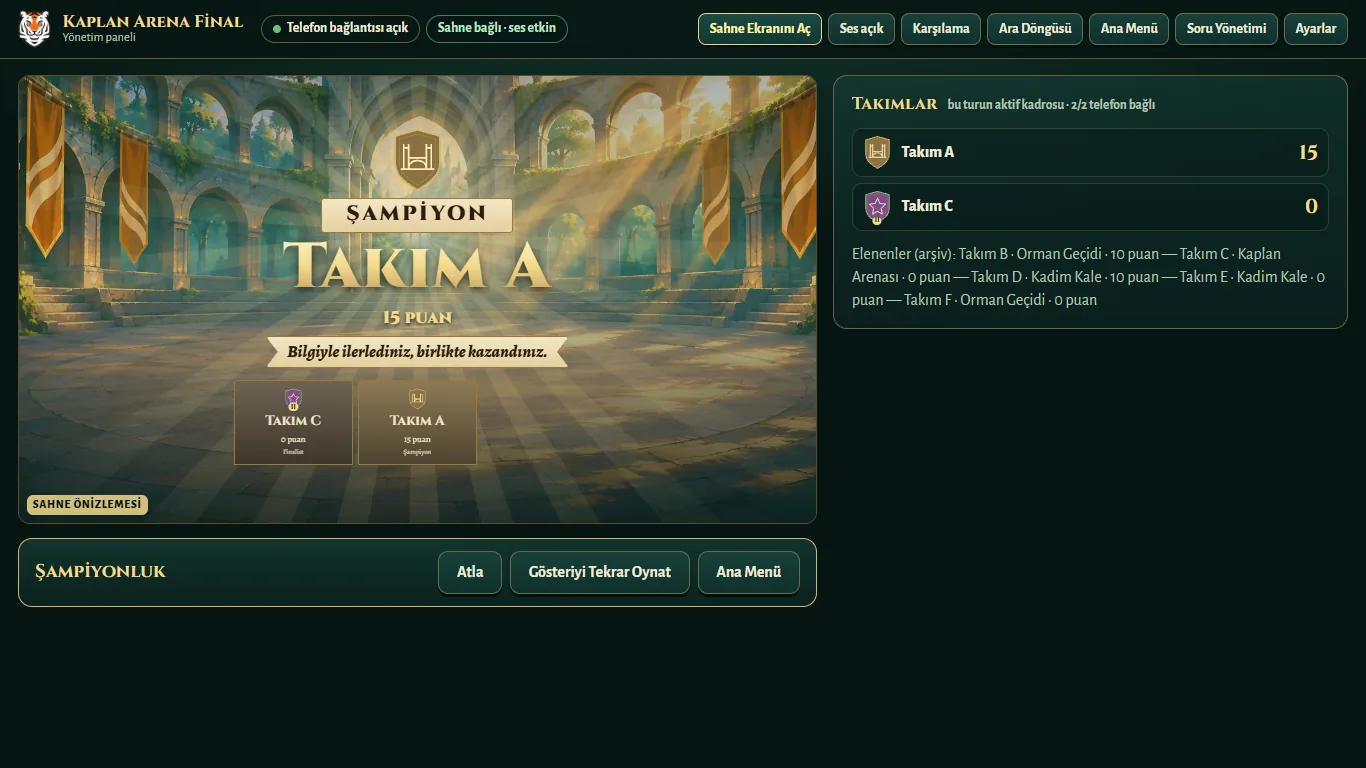 Kaplan Arena Final
Yönetim paneli
Telefon bağlantısı açık
Sahne bağlı · ses etkin
Sahne Ekranını Aç
Ses açık
Karşılama
Ara Döngüsü
Ana Menü
Soru Yönetimi
Ayarlar
ŞAMPİYON
Takım A
15 puan
Bilgiyle ilerlediniz, birlikte kazandınız.
Takım C
0 puan
Finalist
Takım A
15 puan
Şampiyon
SAHNE ÖNİZLEMESİ
Şampiyonluk
Atla
Gösteriyi Tekrar Oynat
Ana Menü
Takımlar bu turun aktif kadrosu · 2/2 telefon bağlı
Takım A 15
Takım C 0
Elenenler (arşiv): Takım B · Orman Geçidi · 10 puan — Takım C · Kaplan
Arenası · 0 puan — Takım D · Kadim Kale · 10 puan — Takım E · Kadim Kale · 0
puan — Takım F · Orman Geçidi · 0 puan